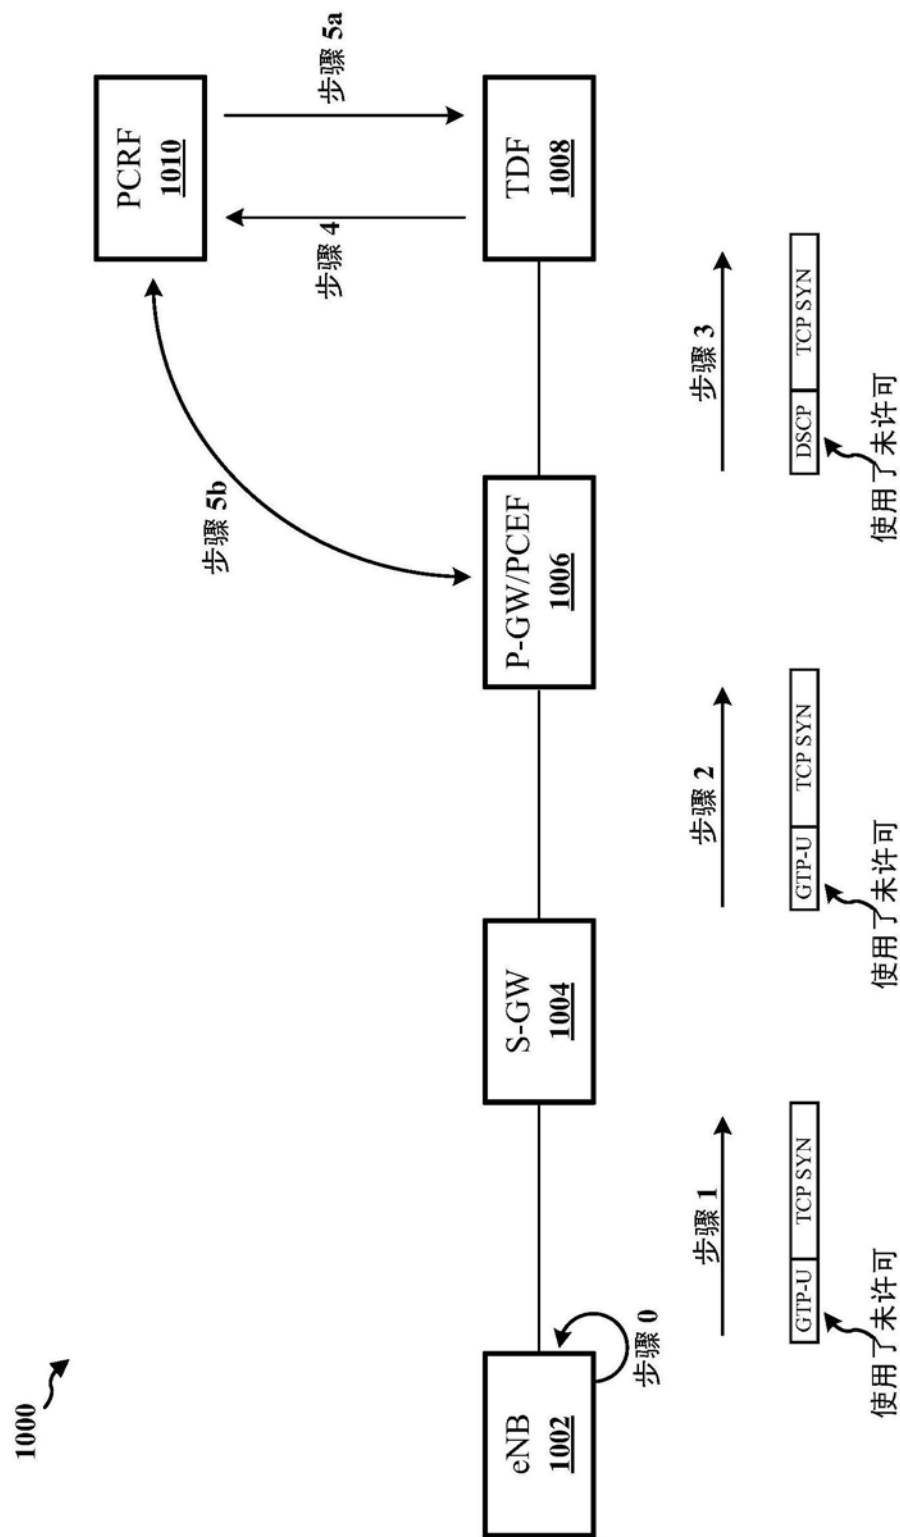 1000
PCRF
1010
步骤 5a
步骤 4
步骤 5b
eNB
1002
步骤 0
S-GW
1004
P-GW/PCEF
1006
TDF
1008
步骤 1
GTP-U TCP SYN
使用了未许可
步骤 2
GTP-U TCP SYN
使用了未许可
步骤 3
DSCP TCP SYN
使用了未许可